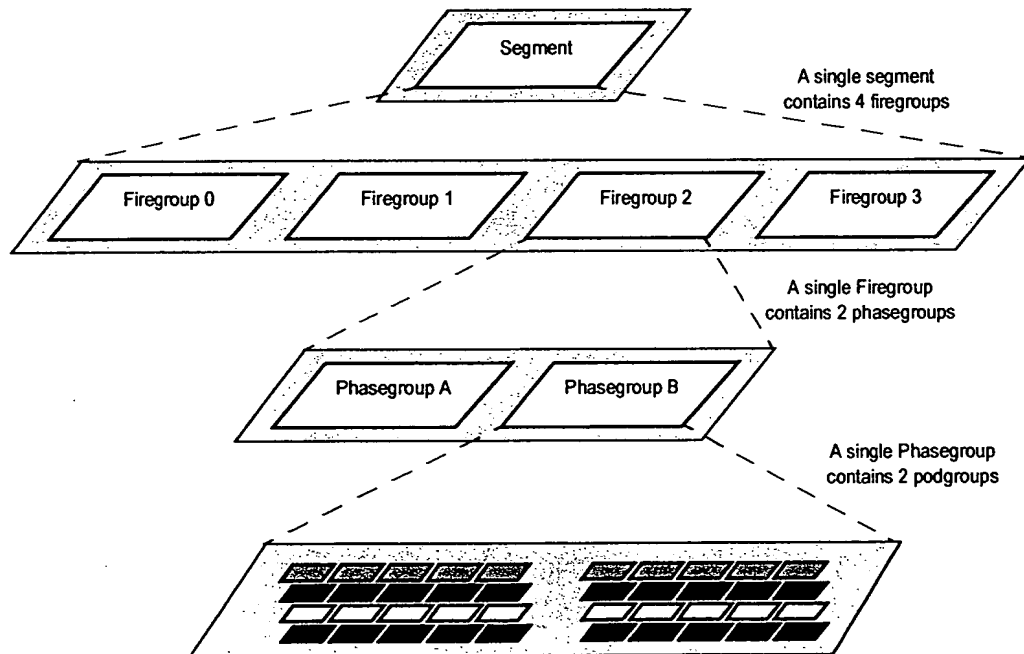 Segment
A single segment
contains 4 firegroups
Firegroup 0
Firegroup 1
Firegroup 2
Firegroup 3
A single Firegroup
contains 2 phasegroups
Phasegroup A
Phasegroup B
A single Phasegroup
contains 2 podgroups